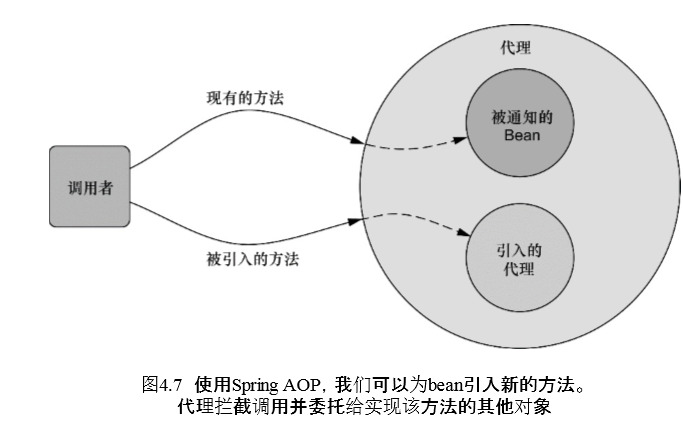 代理
现有的方法
被通知的
Bean
调用者
引入的
代理
被引入的方法
图4.7 使用Spring AOP，我们可以为bean引入新的方法。
代理拦截调用并委托给实现该方法的其他对象